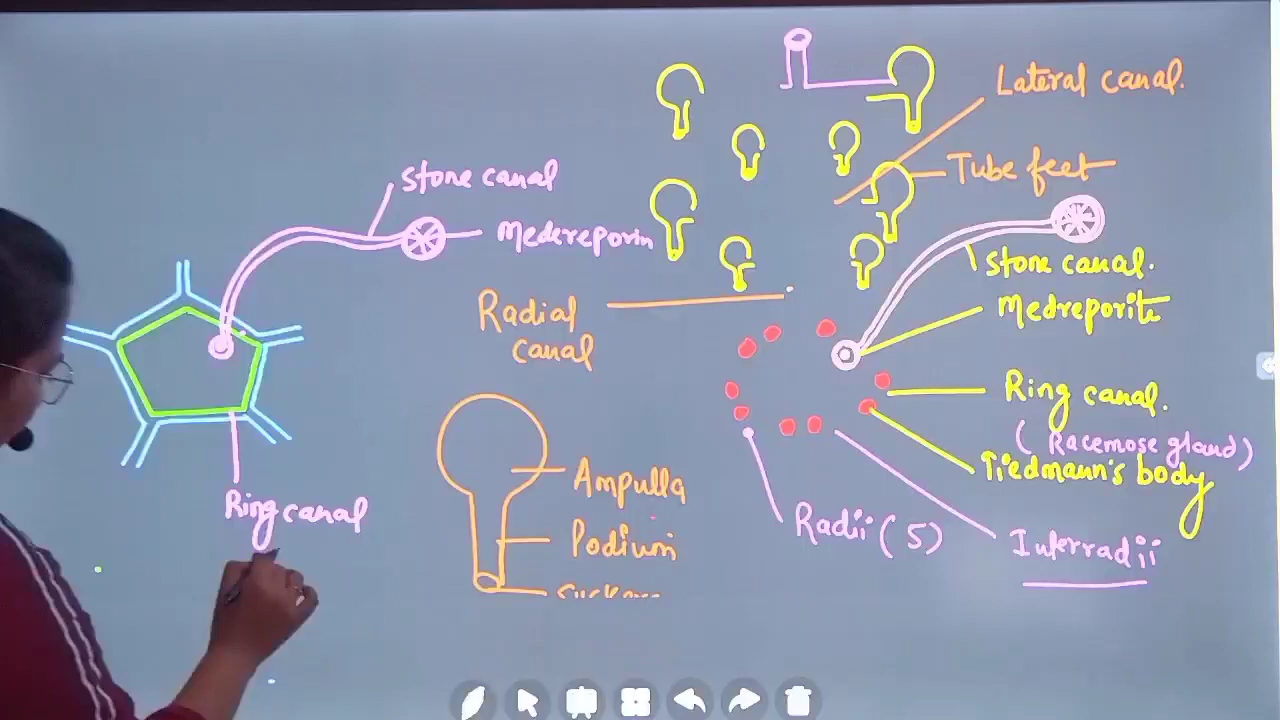 Stone canal
Medereporin
Ring canal
Radial
canal
Ampulla
Podium
Lateral canal.
Tube feet
Stone canal.
Medreporite
Ring canal.
(Racemose gland)
Tiedmann's body
Radii (5)
Interradii